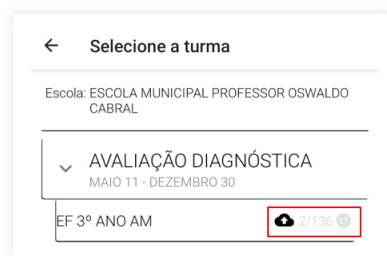 Selecione a turma
Escola: ESCOLA MUNICIPAL PROFESSOR OSWALDO
CABRAL
AVALIAÇÃO DIAGNÓSTICA
MAIO 11 - DEZEMBRO 30
EF 3º ANO AM 2/136